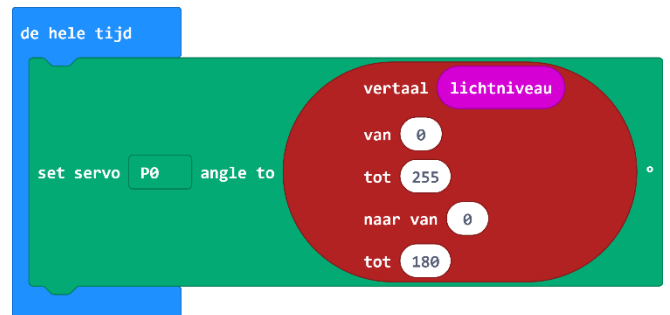 de hele tijd
vertaal lichtniveau
van 0
set servo P0 angle to tot 255 °
naar van 0
tot 180